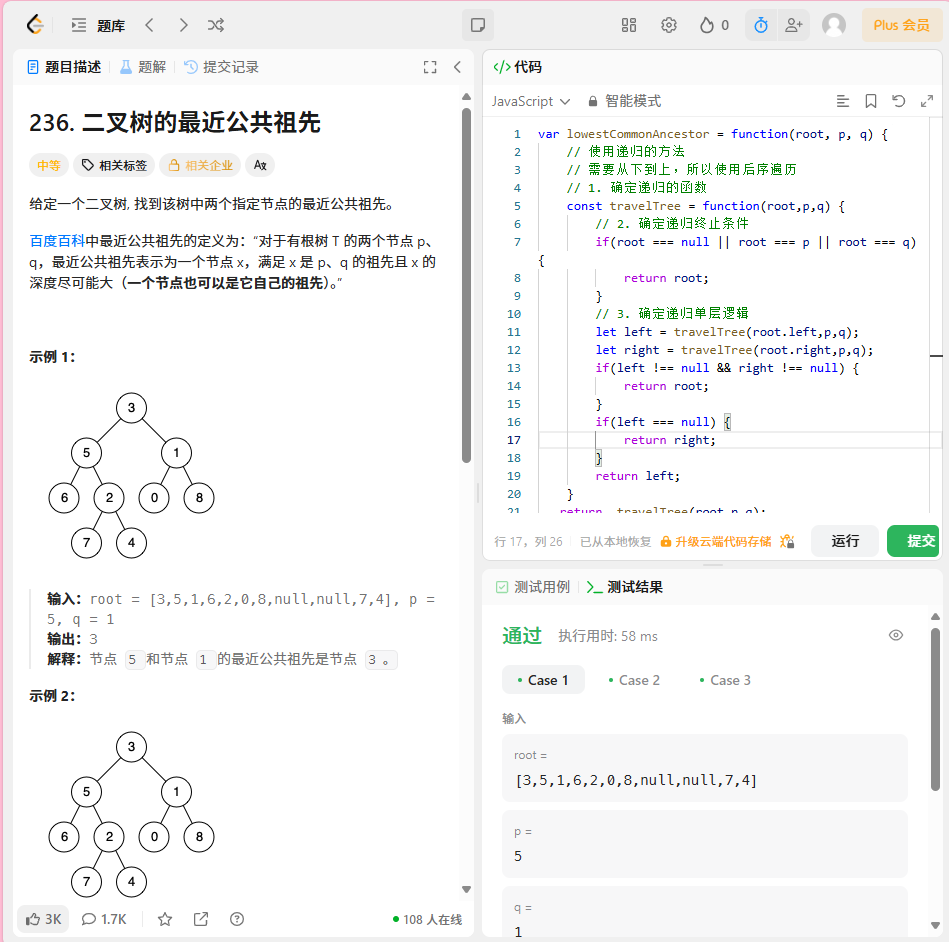 题库
0
Plus 会员
题目描述
题解
提交记录
236. 二叉树的最近公共祖先
中等
相关标签
相关企业
给定一个二叉树, 找到该树中两个指定节点的最近公共祖先。
百度百科中最近公共祖先的定义为：“对于有根树 T 的两个节点 p、
q，最近公共祖先表示为一个节点 x，满足 x 是 p、q 的祖先且 x 的
深度尽可能大（一个节点也可以是它自己的祖先）。”
示例 1：
3
5 1
6 2 0 8
7 4
输入：root = [3,5,1,6,2,0,8,null,null,7,4], p =
5, q = 1
输出：3
解释：节点 5 和节点 1 的最近公共祖先是节点 3 。
示例 2：
3
5 1
6 2 0 8
7 4
3K
1.7K
108 人在线
</> 代码
JavaScript
智能模式
1 var lowestCommonAncestor = function(root, p, q) {
2 // 使用递归的方法
3 // 需要从下到上，所以使用后序遍历
4 // 1. 确定递归的函数
5 const travelTree = function(root,p,q) {
6 // 2. 确定递归终止条件
7 if(root === null || root === p || root === q)
{
8 return root;
9 }
10 // 3. 确定递归单层逻辑
11 let left = travelTree(root.left,p,q);
12 let right = travelTree(root.right,p,q);
13 if(left !== null && right !== null) {
14 return root;
15 }
16 if(left === null) {
17 return right;
18 }
19 return left;
20 }
21 return travelTree(root,p,q);
行 17，列 26
已从本地恢复
升级云端代码存储
运行
提交
测试用例
测试结果
通过
执行用时: 58 ms
Case 1
Case 2
Case 3
输入
root =
[3,5,1,6,2,0,8,null,null,7,4]
p =
5
q =
1